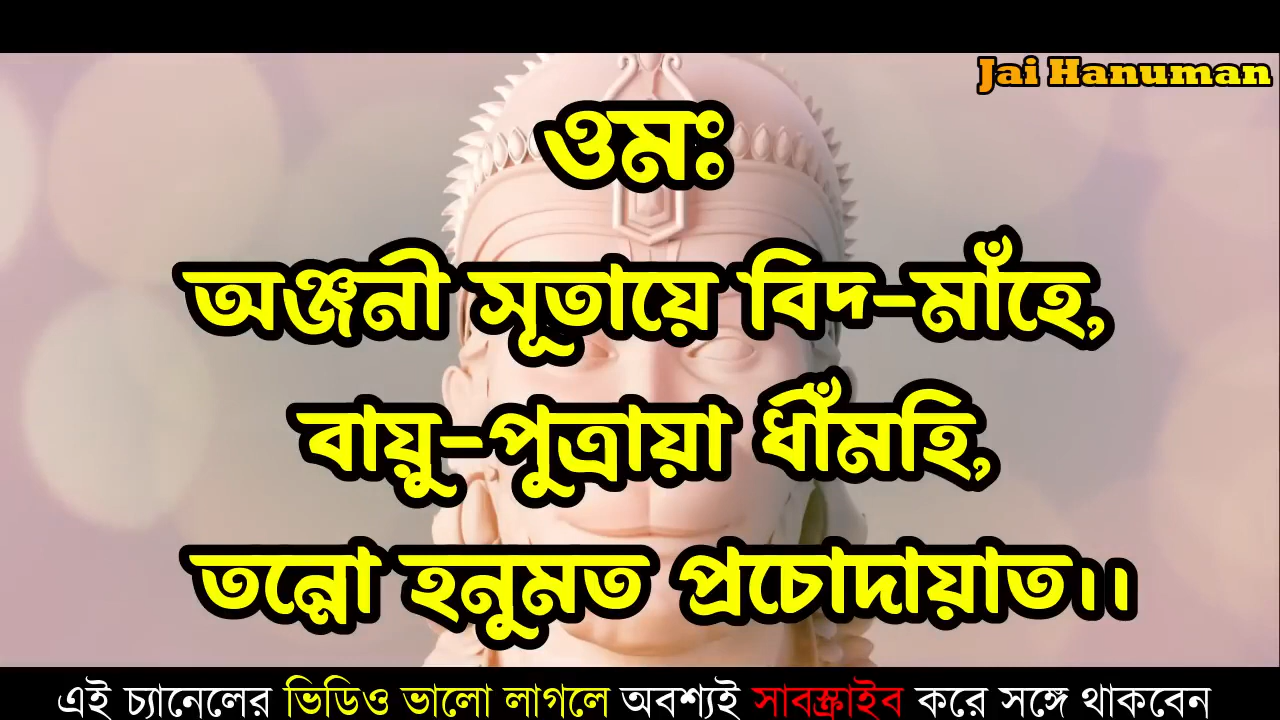 Jai Hanuman
ওমঃ
অঞ্জনী সূতায়ে বিদ-মাঁহে,
বায়ু-পুত্রায়া ধীঁমহি,
তন্নো হনুমত প্রচোদায়াত।।
এই চ্যানেলের ভিডিও ভালো লাগলে অবশ্যই সাবস্ক্রাইব করে সঙ্গে থাকবেন